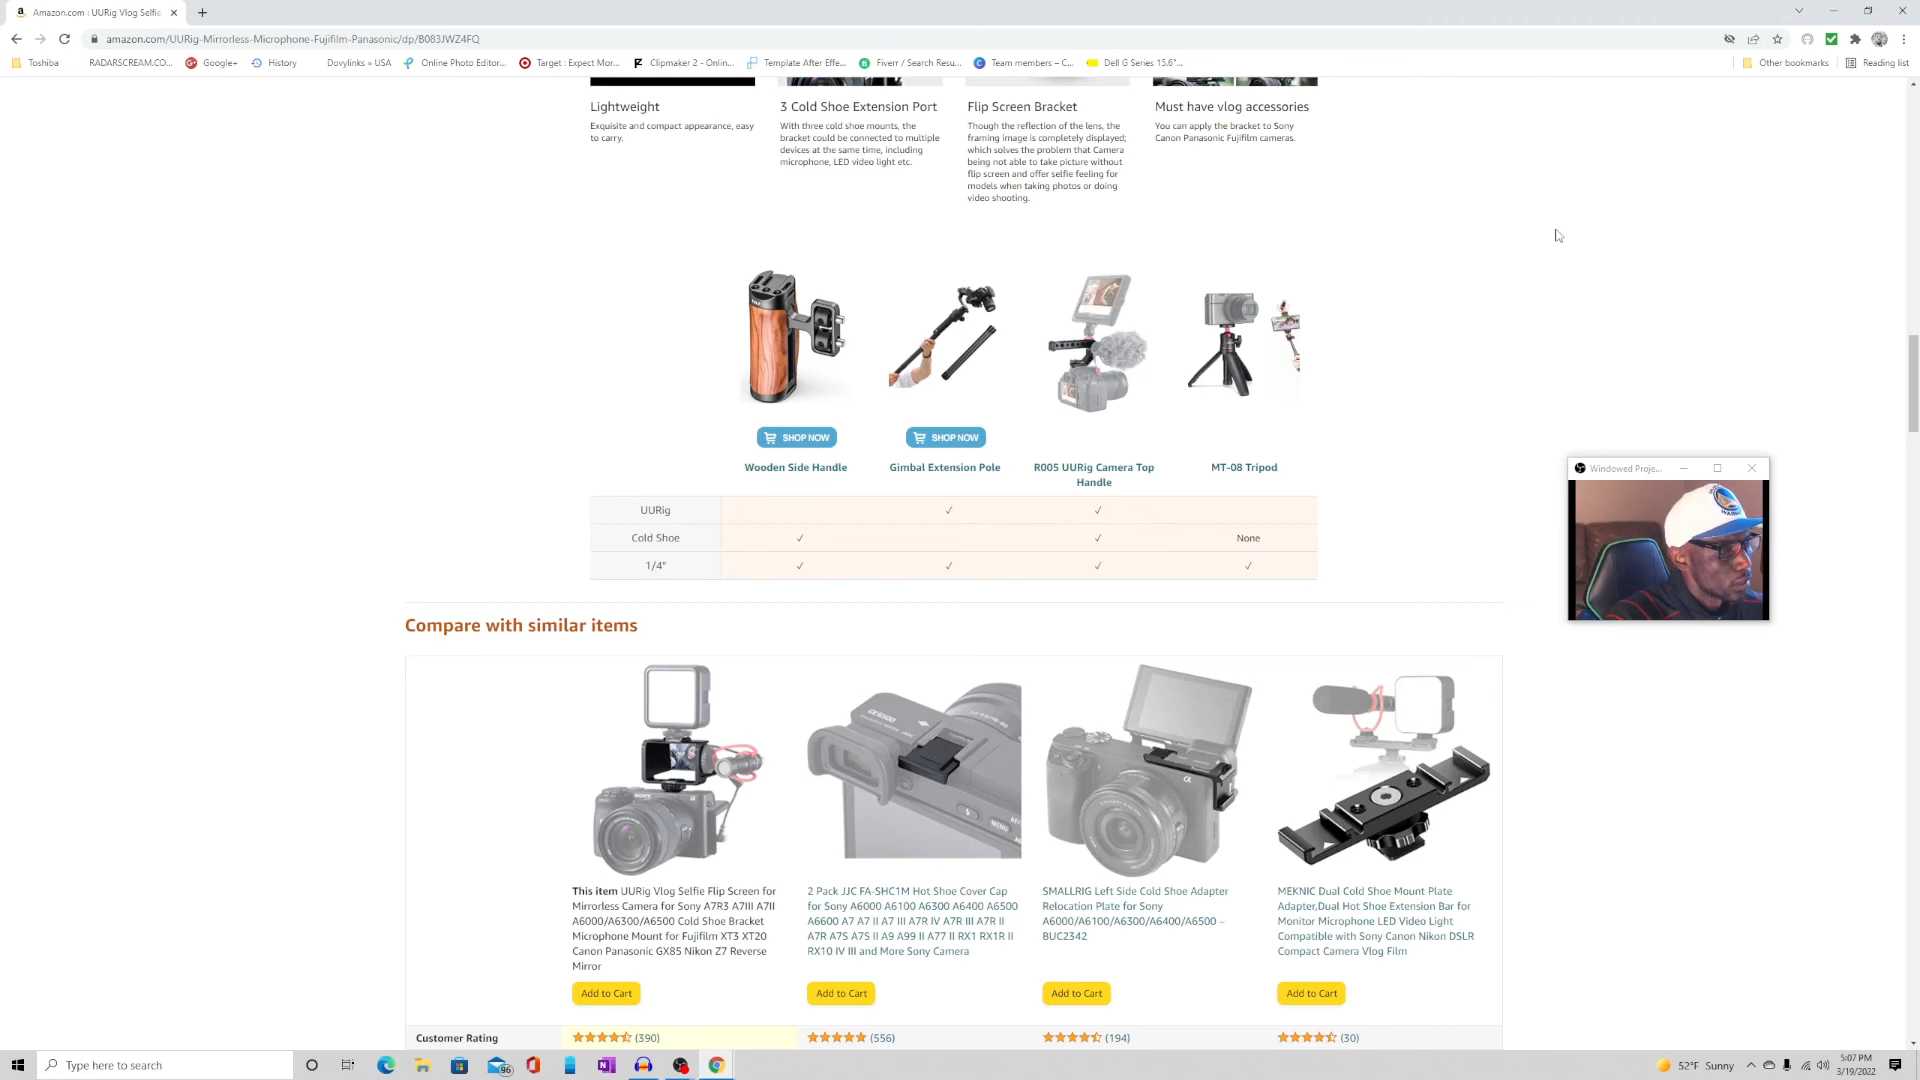 Amazon.com : UURig Vlog Selfie
amazon.com/UURig-Mirrorless-Microphone-Fujifilm-Panasonic/dp/B083JWZ4FQ
Toshiba
RADARSCREAM.CO...
Google+
History
Dovylinks » USA
Online Photo Editor...
Target : Expect Mor...
Clipmaker 2 - Onlin...
Template After Effe...
Fiverr / Search Resu...
Team members – C...
Dell G Series 15.6"...
Other bookmarks
Reading list
Lightweight
Exquisite and compact appearance, easy
to carry.
3 Cold Shoe Extension Port
With three cold shoe mounts, the
bracket could be connected to multiple
devices at the same time, including
microphone, LED video light etc.
Flip Screen Bracket
Though the reflection of the lens, the
framing image is completely displayed;
which solves the problem that Camera
being not able to take picture without
flip screen and offer selfie feeling for
models when taking photos or doing
video shooting.
Must have vlog accessories
You can apply the bracket to Sony
Canon Panasonic Fujifilm cameras.
SHOP NOW
SHOP NOW
Wooden Side Handle
Gimbal Extension Pole
R005 UURig Camera Top
Handle
MT-08 Tripod
UURig ✓ ✓
Cold Shoe ✓ ✓ None
1/4" ✓ ✓ ✓ ✓
Windowed Proje...
Compare with similar items
This item UURig Vlog Selfie Flip Screen for
Mirrorless Camera for Sony A7R3 A7III A7II
A6000/A6300/A6500 Cold Shoe Bracket
Microphone Mount for Fujifilm XT3 XT20
Canon Panasonic GX85 Nikon Z7 Reverse
Mirror
2 Pack JJC FA-SHC1M Hot Shoe Cover Cap
for Sony A6000 A6100 A6300 A6400 A6500
A6600 A7 A7 II A7 III A7R IV A7R III A7R II
A7R A7S A7S II A9 A99 II A77 II RX1 RX1R II
RX10 IV III and More Sony Camera
SMALLRIG Left Side Cold Shoe Adapter
Relocation Plate for Sony
A6000/A6100/A6300/A6400/A6500 –
BUC2342
MEKNIC Dual Cold Shoe Mount Plate
Adapter,Dual Hot Shoe Extension Bar for
Monitor Microphone LED Video Light
Compatible with Sony Canon Nikon DSLR
Compact Camera Vlog Film
Add to Cart
Add to Cart
Add to Cart
Add to Cart
Customer Rating
(390)
(556)
(194)
(30)
Type here to search
96
52°F Sunny
5:07 PM
3/19/2022